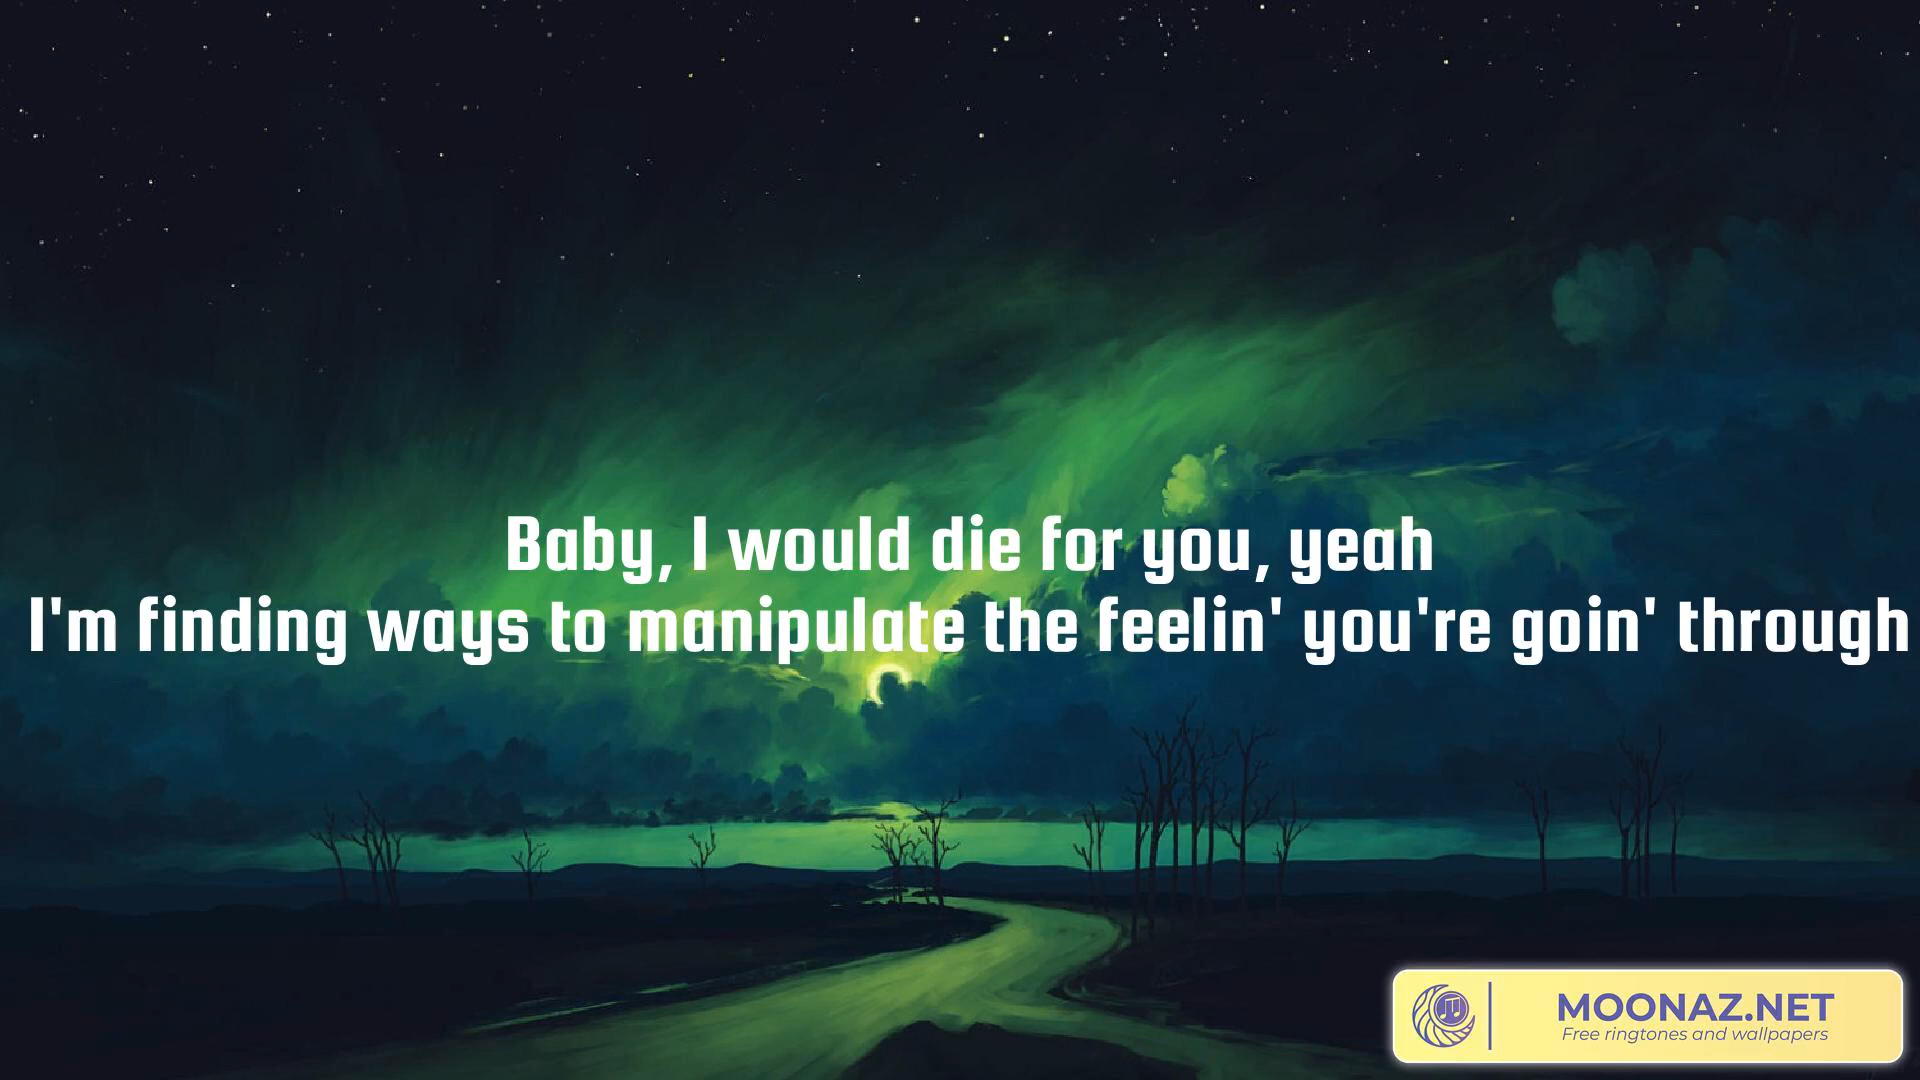 Baby, I would die for you, yeah
I'm finding ways to manipulate the feelin' you're goin' through
MOONAZ.NET
Free ringtones and wallpapers